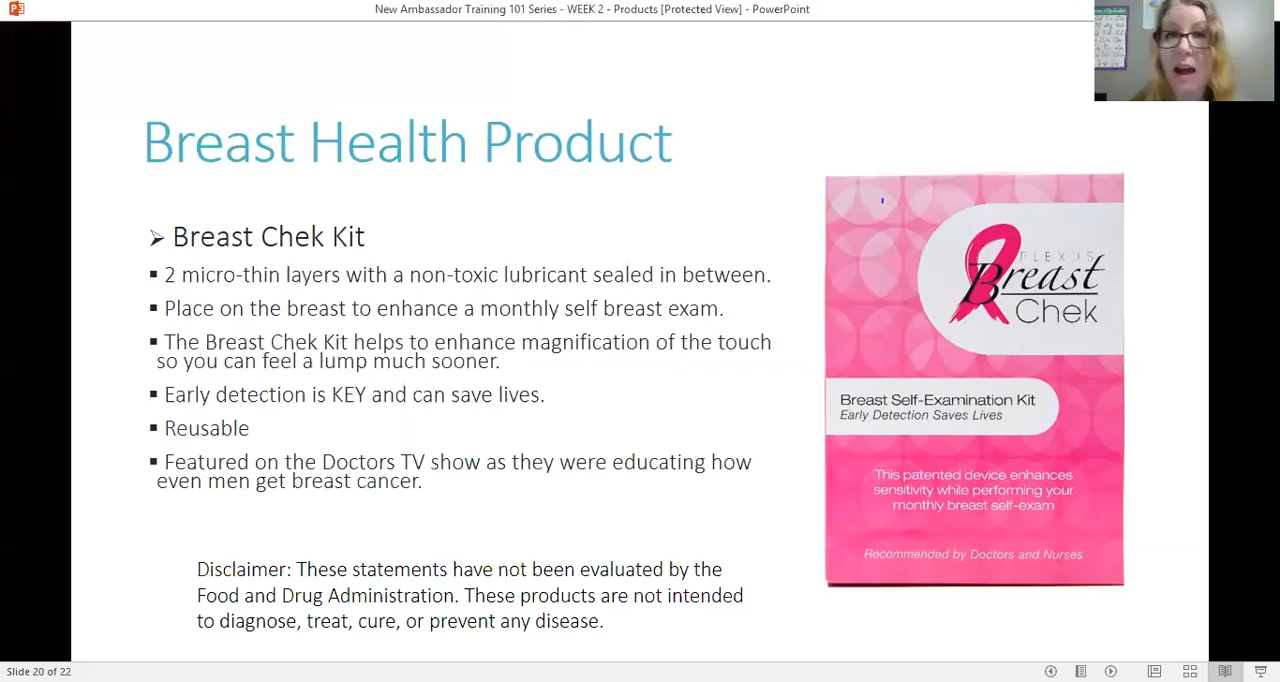 New Ambassador Training 101 Series - WEEK 2 - Products [Protected View] - PowerPoint
Breast Health Product
➢ Breast Chek Kit
▪ 2 micro-thin layers with a non-toxic lubricant sealed in between.
▪ Place on the breast to enhance a monthly self breast exam.
▪ The Breast Chek Kit helps to enhance magnification of the touch
so you can feel a lump much sooner.
▪ Early detection is KEY and can save lives.
▪ Reusable
▪ Featured on the Doctors TV show as they were educating how
even men get breast cancer.
Disclaimer: These statements have not been evaluated by the
Food and Drug Administration. These products are not intended
to diagnose, treat, cure, or prevent any disease.
PLEXUS
Breast
Chek
Breast Self-Examination Kit
Early Detection Saves Lives
This patented device enhances
sensitivity while performing your
monthly breast self-exam
Recommended by Doctors and Nurses
Slide 20 of 22